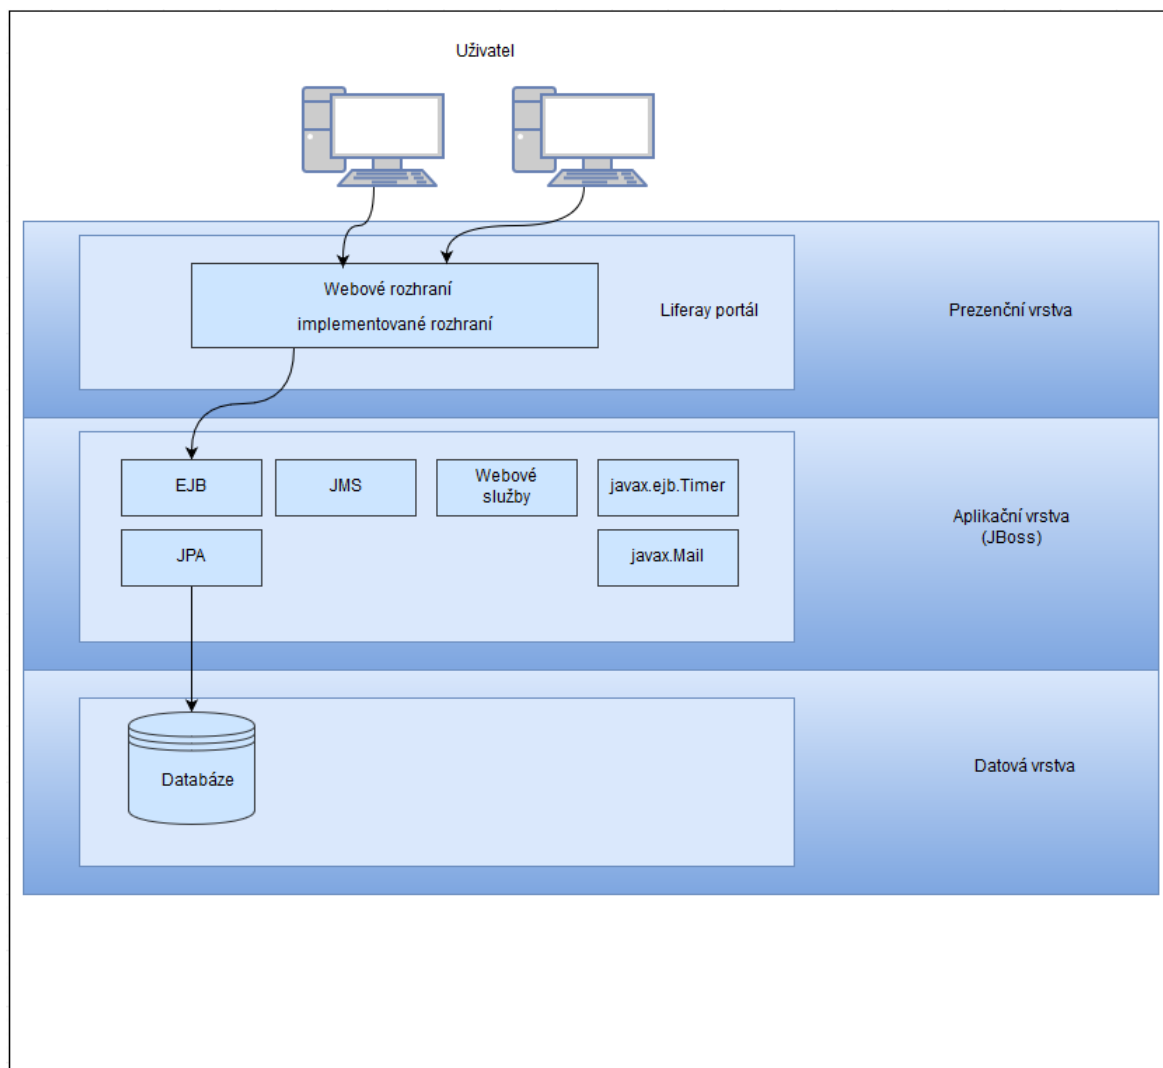 Uživatel
Webové rozhraní
implementované rozhraní
Liferay portál
Prezenční vrstva
EJB
JMS
Webové
služby
javax.ejb.Timer
JPA
javax.Mail
Aplikační vrstva
(JBoss)
Databáze
Datová vrstva